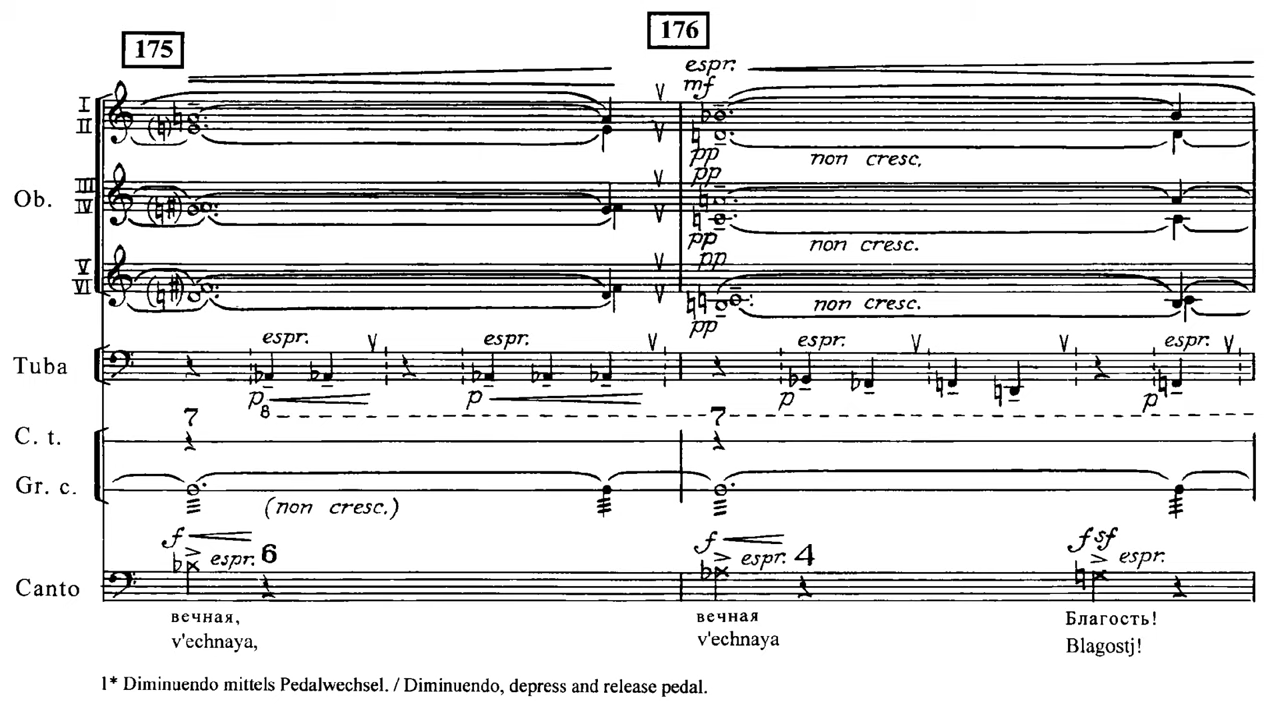 175
176
espr.
mf
I
II
pp
non cresc.
pp
Ob.
III
IV
pp
non cresc.
pp
V
VI
non cresc.
pp
Tuba
espr.
espr.
espr.
espr.
p
p
p
p
8
C. t.
7
7
Gr. c.
(non cresc.)
f
f
f sf
espr. 6
espr. 4
espr.
Canto
вечная,
вечная
Благость!
v'echnaya,
v'echnaya
Blagostj!
1* Diminuendo mittels Pedalwechsel. / Diminuendo, depress and release pedal.